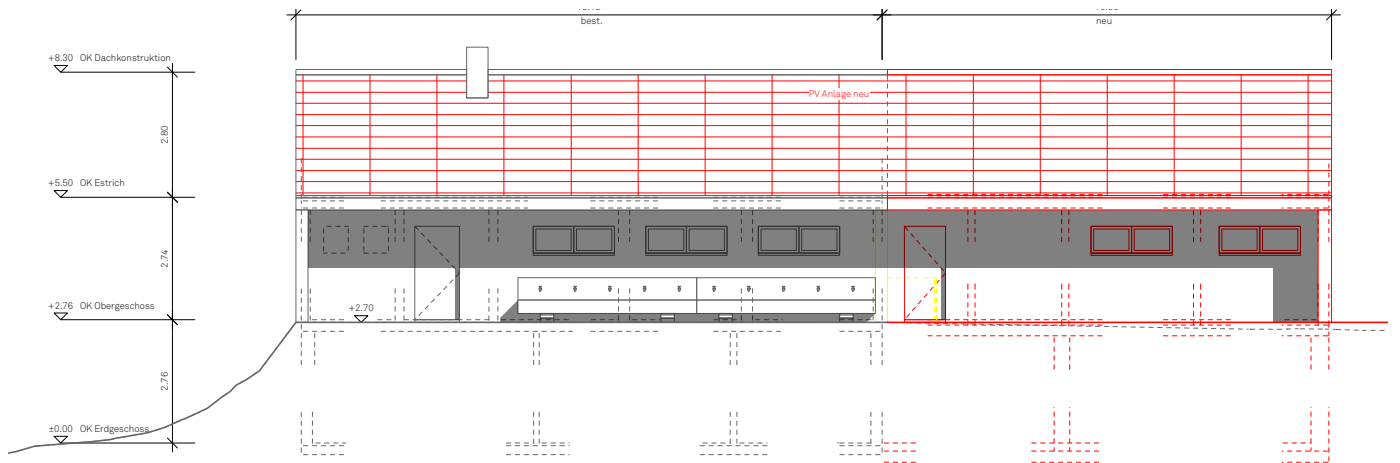 best.
neu
+8.30 OK Dachkonstruktion
PV Anlage neu
2.80
+5.50 OK Estrich
2.74
+2.76 OK Obergeschoss
+2.70
2.76
±0.00 OK Erdgeschoss